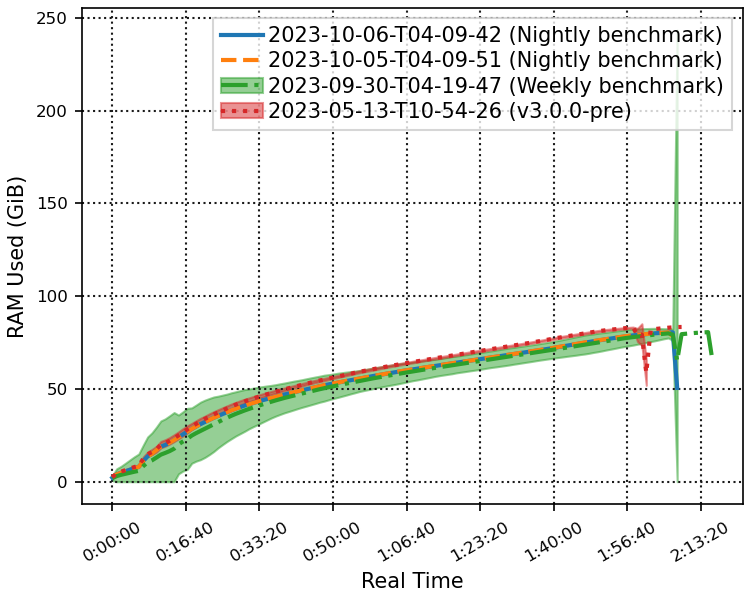 250
200
150
100
50
0
RAM Used (GiB)
2023-10-06-T04-09-42 (Nightly benchmark)
2023-10-05-T04-09-51 (Nightly benchmark)
2023-09-30-T04-19-47 (Weekly benchmark)
2023-05-13-T10-54-26 (v3.0.0-pre)
0:00:00
0:16:40
0:33:20
0:50:00
1:06:40
1:23:20
1:40:00
1:56:40
2:13:20
Real Time